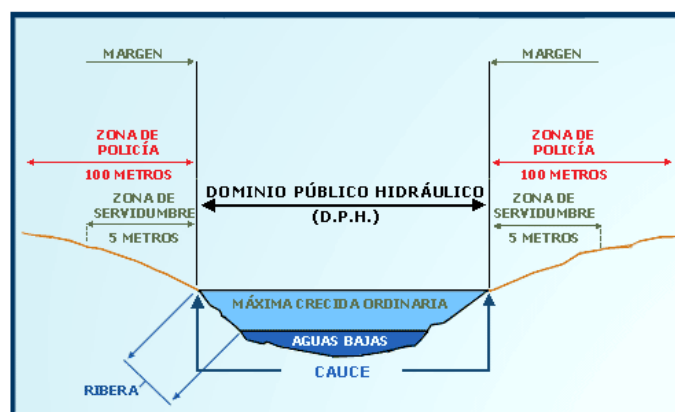 MARGEN
MARGEN
ZONA DE
POLICÍA
100 METROS
ZONA DE
POLICÍA
100 METROS
ZONA DE
SERVIDUMBRE
5 METROS
DOMINIO PÚBLICO HIDRÁULICO
(D.P.H.)
ZONA DE
SERVIDUMBRE
5 METROS
MÁXIMA CRECIDA ORDINARIA
AGUAS BAJAS
CAUCE
RIBERA